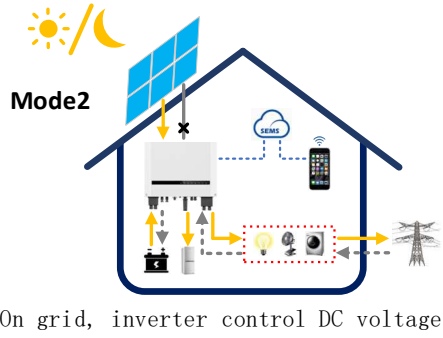 Mode2
SEMS
On grid, inverter control DC voltage